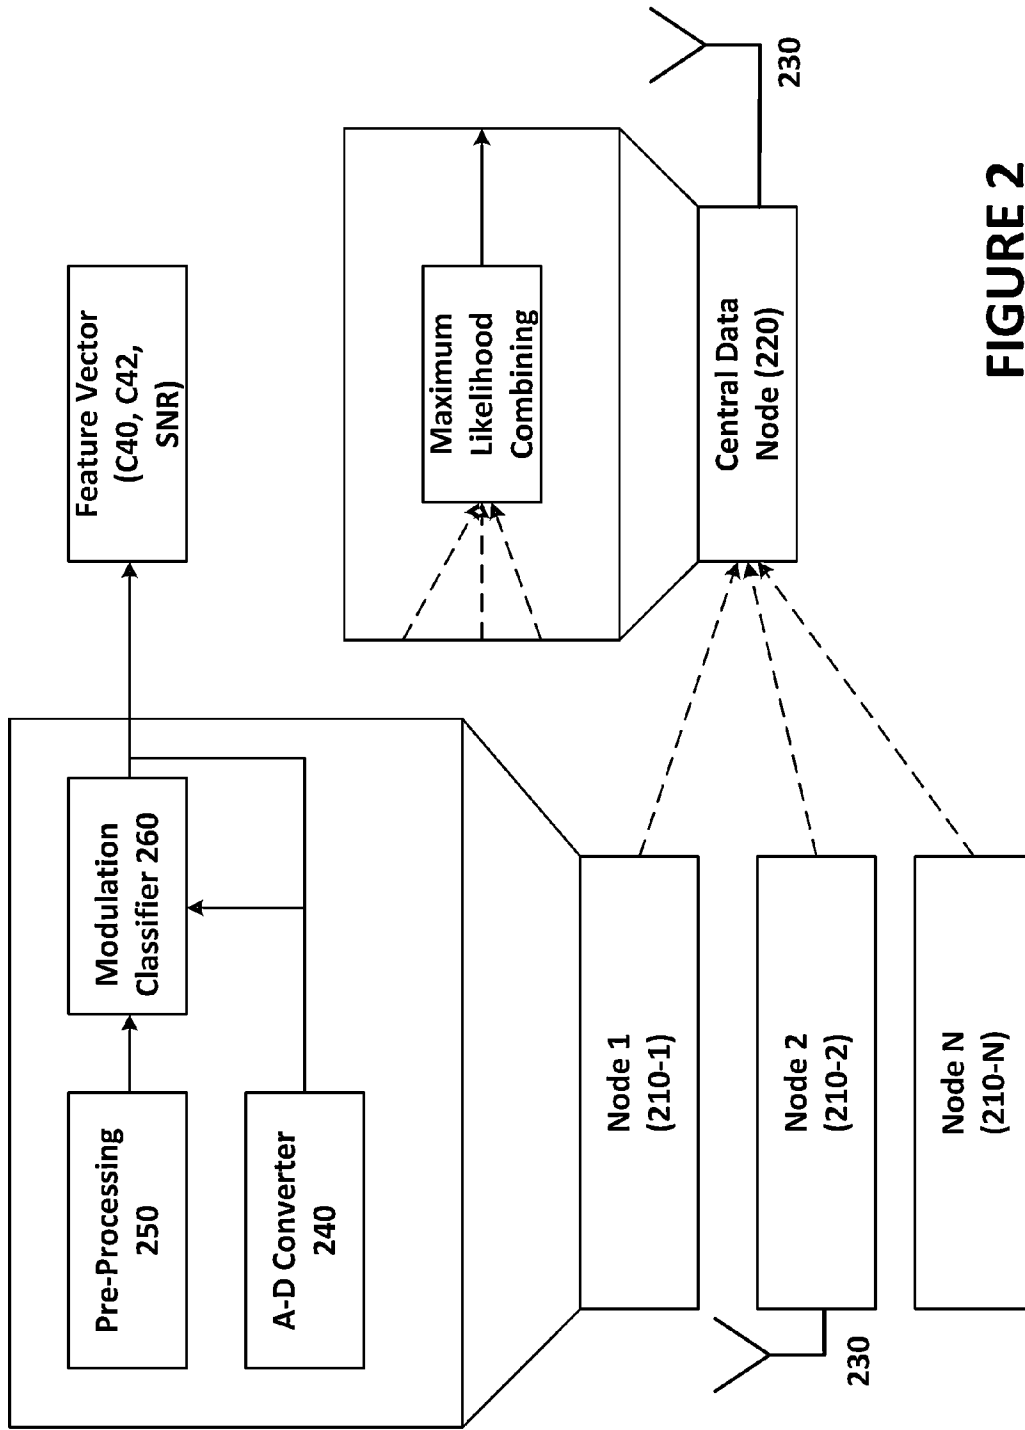 Pre-Processing
250
Modulation
Classifier 260
Feature Vector
(C40, C42,
SNR)
A-D Converter
240
Maximum
Likelihood
Combining
Node 1
(210-1)
Central Data
Node (220)
230
230
Node 2
(210-2)
Node N
(210-N)
FIGURE 2